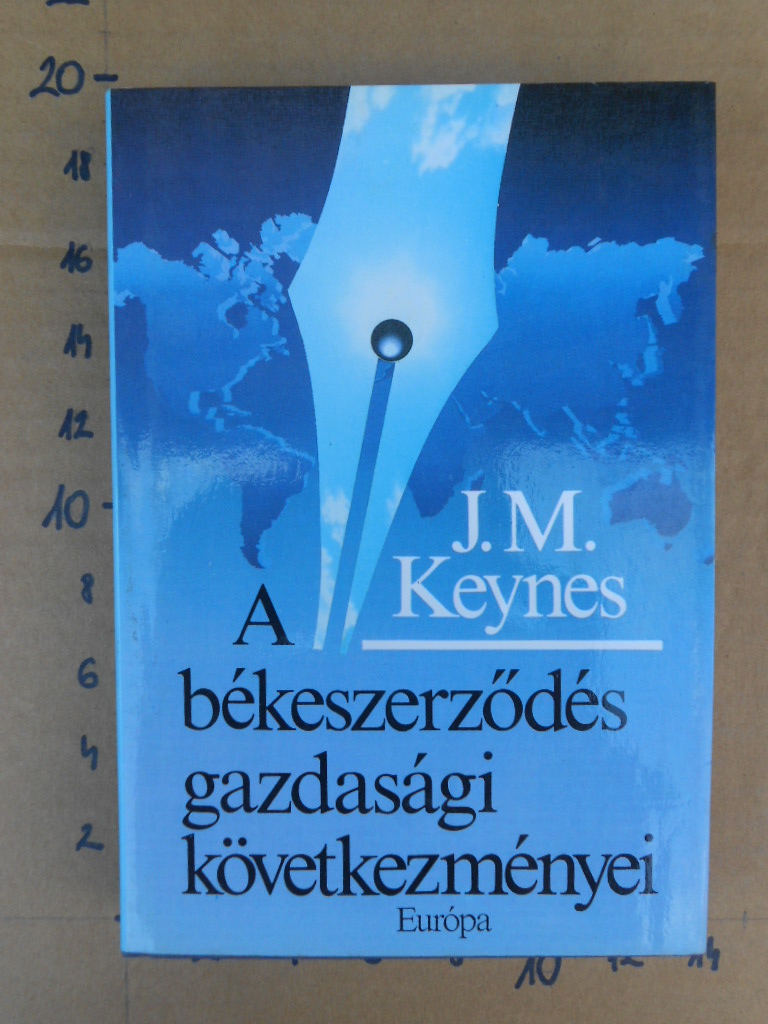 20
18
16
14
12
10
8
6
4
2
J. M.
Keynes
A
békeszerződés
gazdasági
következményei
Európa
10
12
14